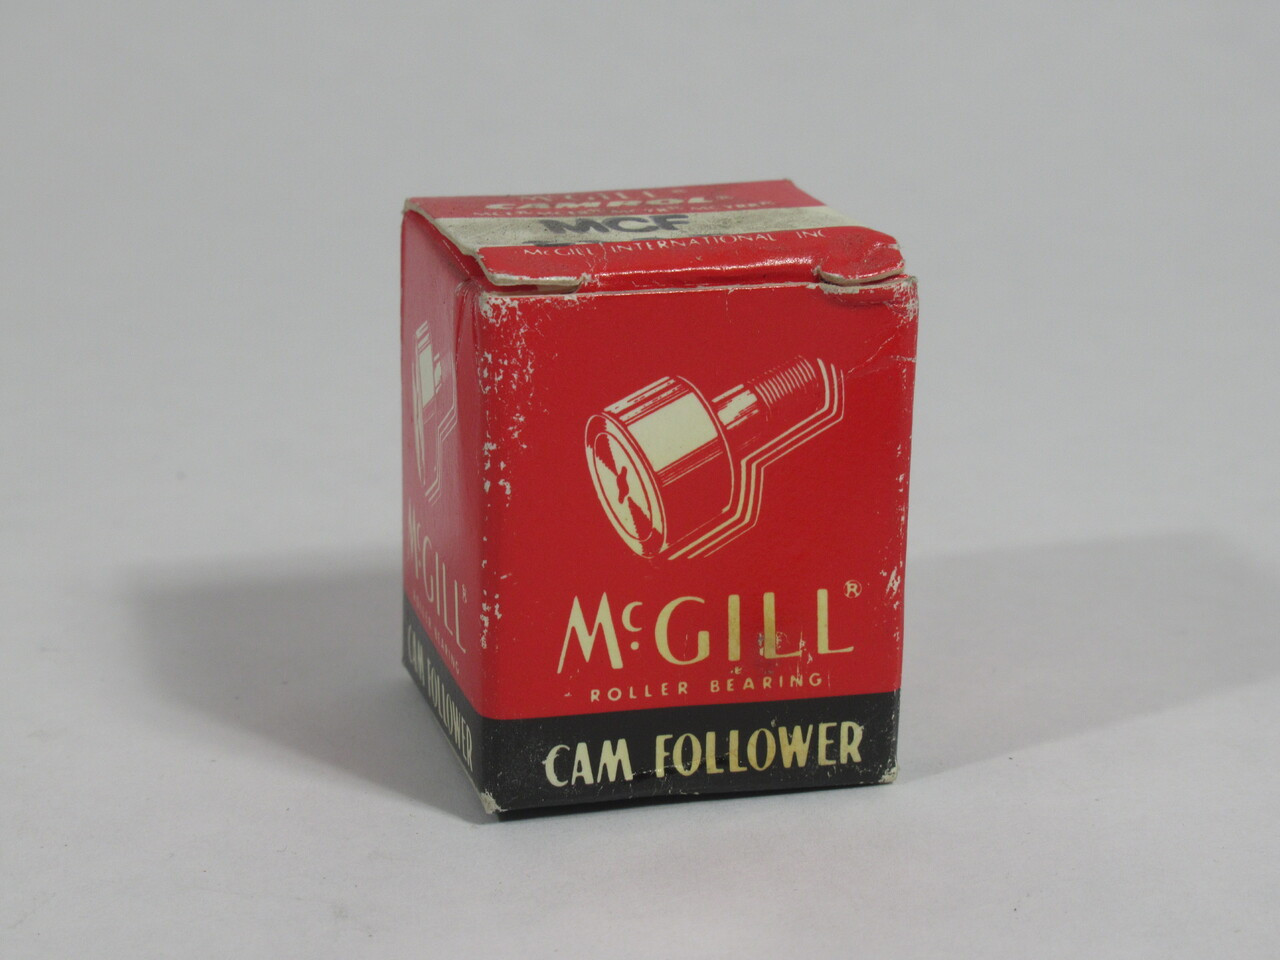 McGILL®
CAMROL®
MCF
McGILL INTERNATIONAL INC
McGILL®
ROLLER BEARING
CAM FOLLOWER
McGILL®
ROLLER BEARING
CAM FOLLOWER